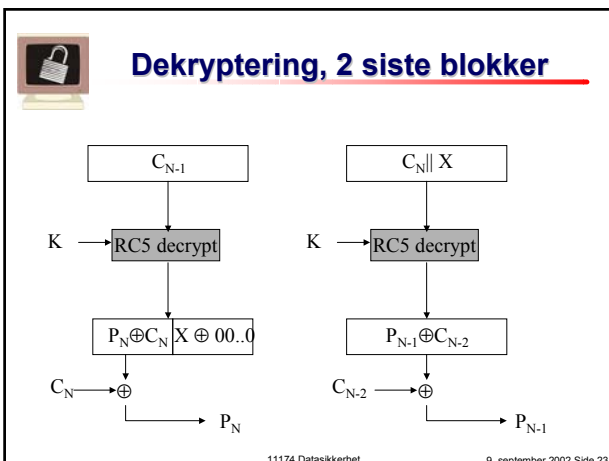 Dekryptering, 2 siste blokker
C_{N-1}
K
RC5 decrypt
P_N⊕C_N X ⊕ 00..0
C_N ⊕
P_N
C_N|| X
K
RC5 decrypt
P_{N-1}⊕C_{N-2}
C_{N-2} ⊕
P_{N-1}
11174 Datasikkerhet
9. september 2002 Side 23